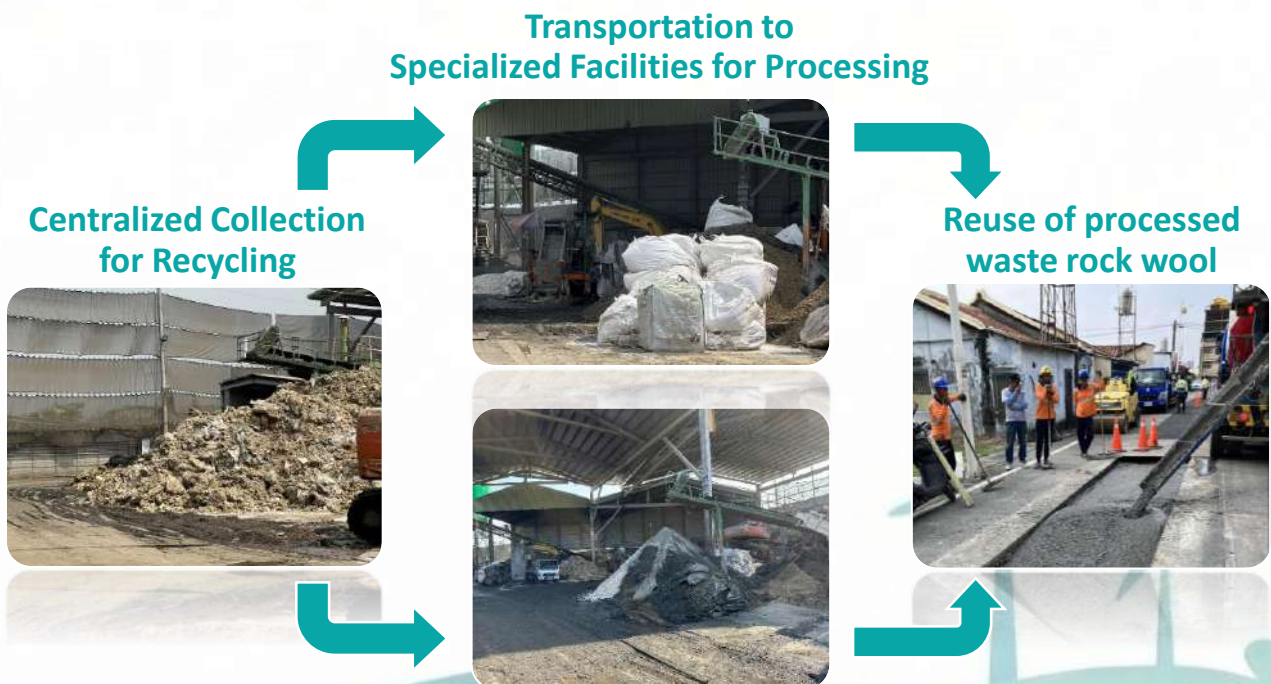 Transportation to
Specialized Facilities for Processing
Centralized Collection
for Recycling
Reuse of processed
waste rock wool